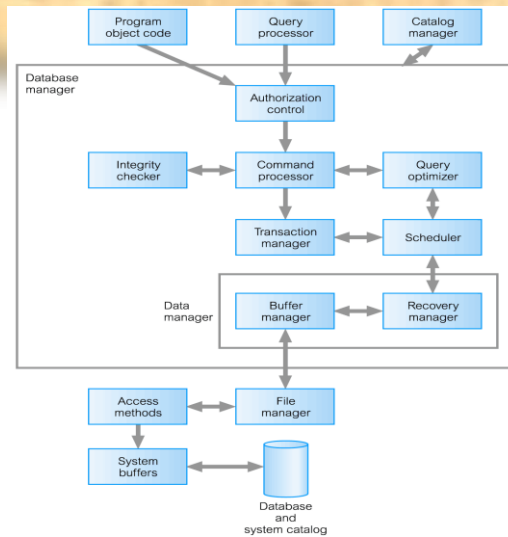 Program
object code
Query
processor
Catalog
manager
Database
manager
Authorization
control
Integrity
checker
Command
processor
Query
optimizer
Transaction
manager
Scheduler
Data
manager
Buffer
manager
Recovery
manager
Access
methods
File
manager
System
buffers
Database
and
system catalog